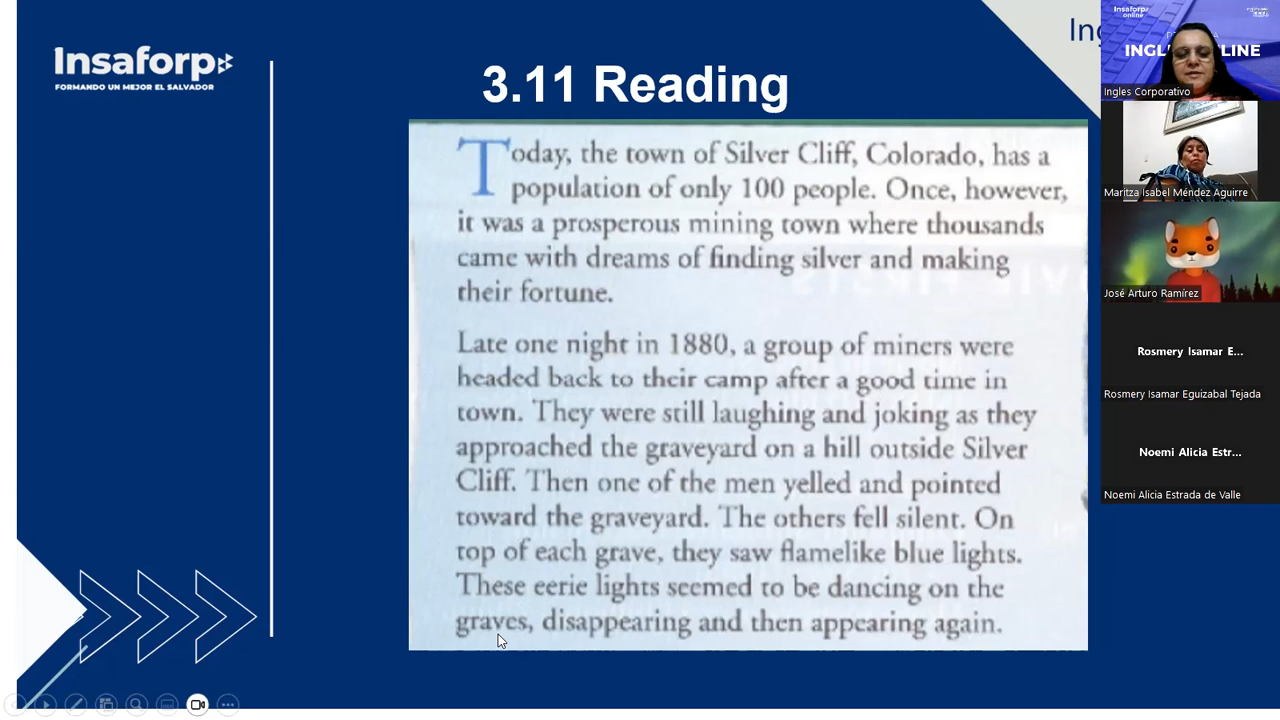 Insaforp
FORMANDO UN MEJOR EL SALVADOR
3.11 Reading
Today, the town of Silver Cliff, Colorado, has a
population of only 100 people. Once, however,
it was a prosperous mining town where thousands
came with dreams of finding silver and making
their fortune.
Late one night in 1880, a group of miners were
headed back to their camp after a good time in
town. They were still laughing and joking as they
approached the graveyard on a hill outside Silver
Cliff. Then one of the men yelled and pointed
toward the graveyard. The others fell silent. On
top of each grave, they saw flamelike blue lights.
These eerie lights seemed to be dancing on the
graves, disappearing and then appearing again.
Ing
Insaforp
online
INGL LINE
Ingles Corporativo
Maritza Isabel Méndez Aguirre
José Arturo Ramírez
Rosmery Isamar E...
Rosmery Isamar Eguizabal Tejada
Noemi Alicia Estr...
Noemi Alicia Estrada de Valle